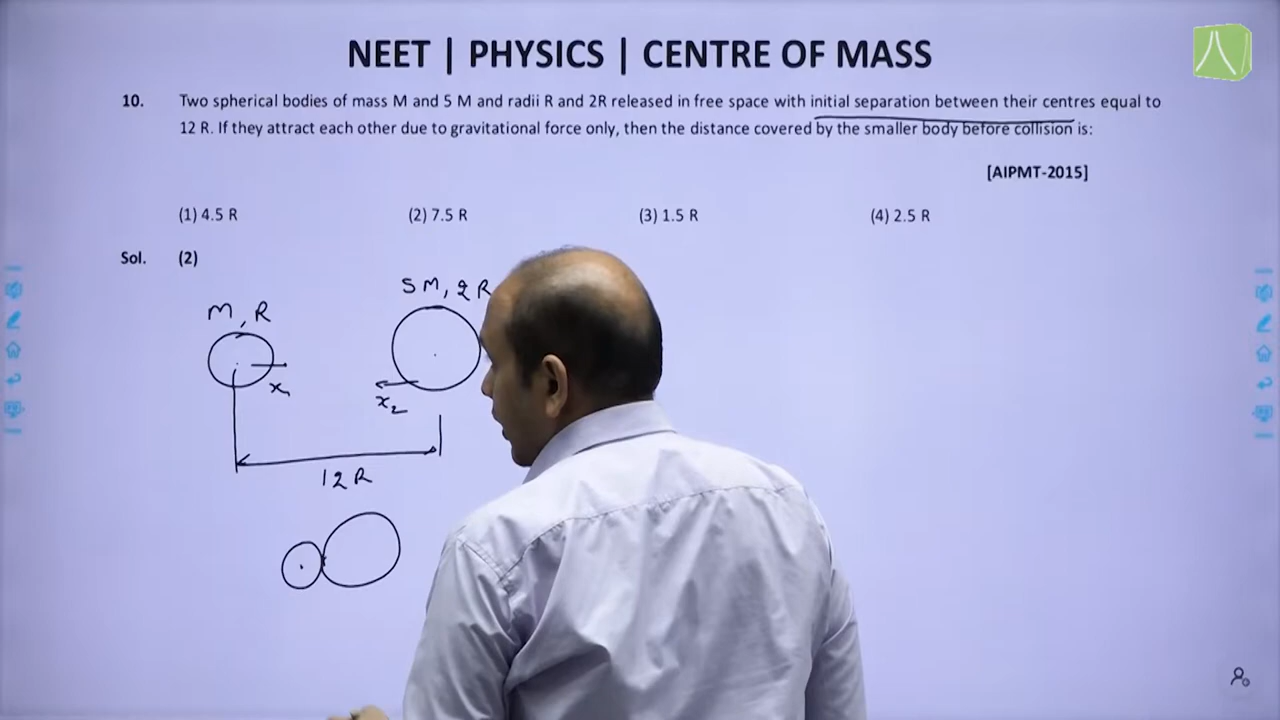 NEET | PHYSICS | CENTRE OF MASS
10. Two spherical bodies of mass M and 5 M and radii R and 2R released in free space with initial separation between their centres equal to
12 R. If they attract each other due to gravitational force only, then the distance covered by the smaller body before collision is:
[AIPMT-2015]
(1) 4.5 R (2) 7.5 R (3) 1.5 R (4) 2.5 R
Sol. (2)
M, R 5M, 2R
x₁ x₂
12R